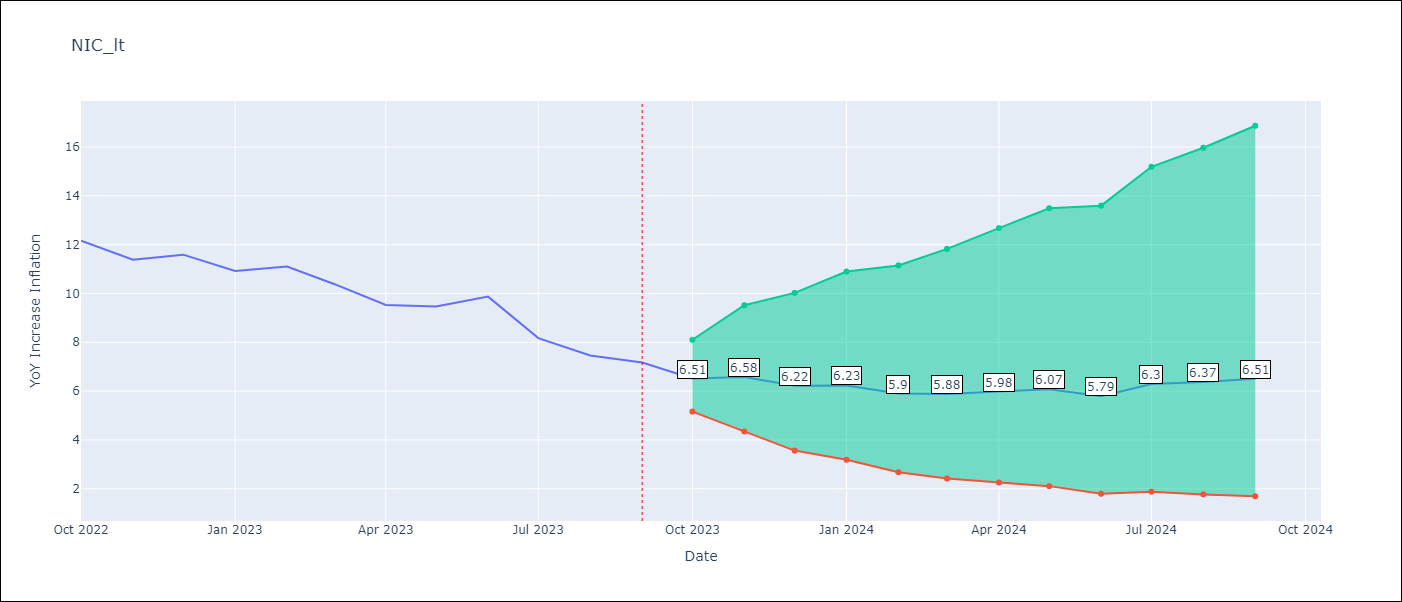 NIC_lt
YoY Increase Inflation
16
14
12
10
8
6
4
2
6.51
6.58
6.22
6.23
5.9
5.88
5.98
6.07
5.79
6.3
6.37
6.51
Oct 2022
Jan 2023
Apr 2023
Jul 2023
Oct 2023
Jan 2024
Apr 2024
Jul 2024
Oct 2024
Date